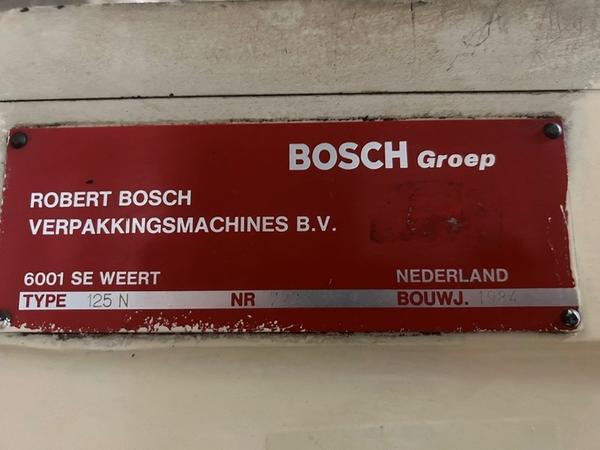 BOSCH Groep
ROBERT BOSCH
VERPAKKINGSMACHINES B.V.
6001 SE WEERT NEDERLAND
TYPE 125 N NR BOUWJ. 1984